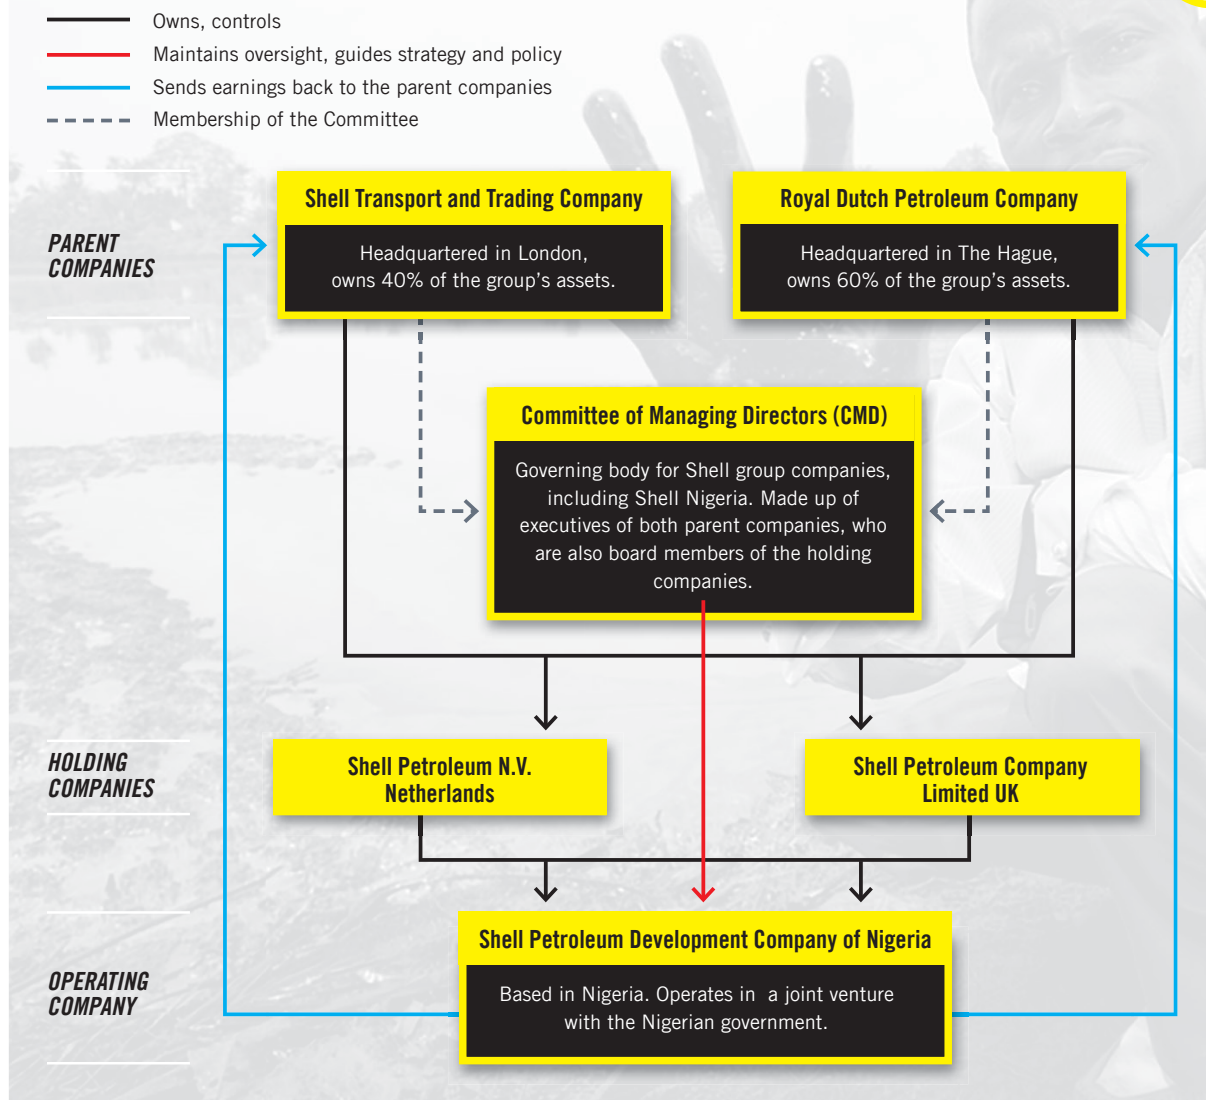 Owns, controls
Maintains oversight, guides strategy and policy
Sends earnings back to the parent companies
Membership of the Committee
PARENT
COMPANIES
Shell Transport and Trading Company
Headquartered in London,
owns 40% of the group’s assets.
Royal Dutch Petroleum Company
Headquartered in The Hague,
owns 60% of the group’s assets.
Committee of Managing Directors (CMD)
Governing body for Shell group companies,
including Shell Nigeria. Made up of
executives of both parent companies, who
are also board members of the holding
companies.
HOLDING
COMPANIES
Shell Petroleum N.V.
Netherlands
Shell Petroleum Company
Limited UK
OPERATING
COMPANY
Shell Petroleum Development Company of Nigeria
Based in Nigeria. Operates in a joint venture
with the Nigerian government.